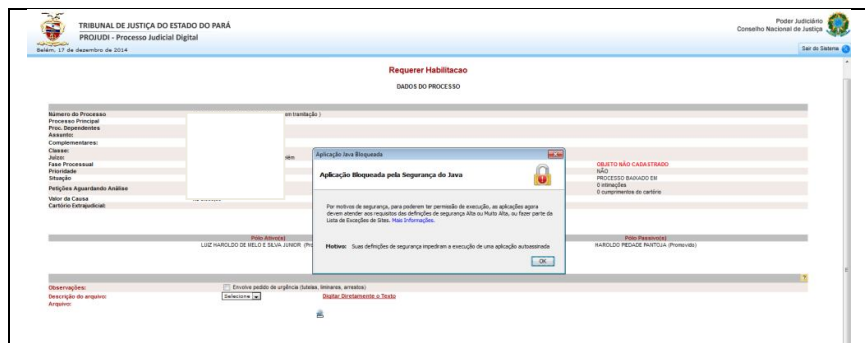 TRIBUNAL DE JUSTIÇA DO ESTADO DO PARÁ
PROJUDI - Processo Judicial Digital
Poder Judiciário
Conselho Nacional de Justiça
Belém, 17 de dezembro de 2014
Sair do Sistema
Requerer Habilitacao
DADOS DO PROCESSO
Número do Processo
em tramitação )
Processo Principal
Proc. Dependentes
Assunto:
Complementares:
Classe:
Juízo:
Fase Processual
OBJETO NÃO CADASTRADO
Prioridade
NÃO
Situação
PROCESSO BAIXADO EM
Petições Aguardando Análise
0 intimações
0 cumprimentos do cartório
Valor da Causa
Cartório Extrajudicial:
Aplicação Java Bloqueada
Aplicação Bloqueada pela Segurança do Java
Por motivos de segurança, para poderem ter permissão de execução, as aplicações agora
devem atender aos requisitos das definições de segurança Alta ou Muito Alta, ou fazer parte da
Lista de Exceções de Sites. Mais Informações.
Motivo: Suas definições de segurança impediram a execução de uma aplicação autoassinada
OK
Pólo Ativo(s)
Pólo Passivo(s)
LUIZ HAROLDO DE MELO E SILVA JUNIOR
HAROLDO PIEDADE PANTOJA (Promovido)
Observações:
Envolve pedido de urgência (tutelas, liminares, arrestos)
Descrição do arquivo:
Selecione
Digitar Diretamente o Texto
Arquivo: